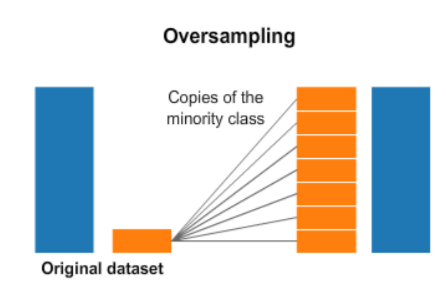 Oversampling
Copies of the
minority class
Original dataset